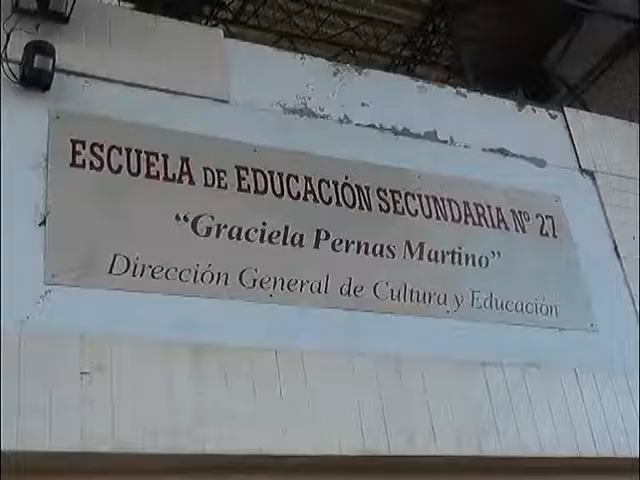 ESCUELA DE EDUCACIÓN SECUNDARIA Nº 27
“Graciela Pernas Martino”
Dirección General de Cultura y Educación